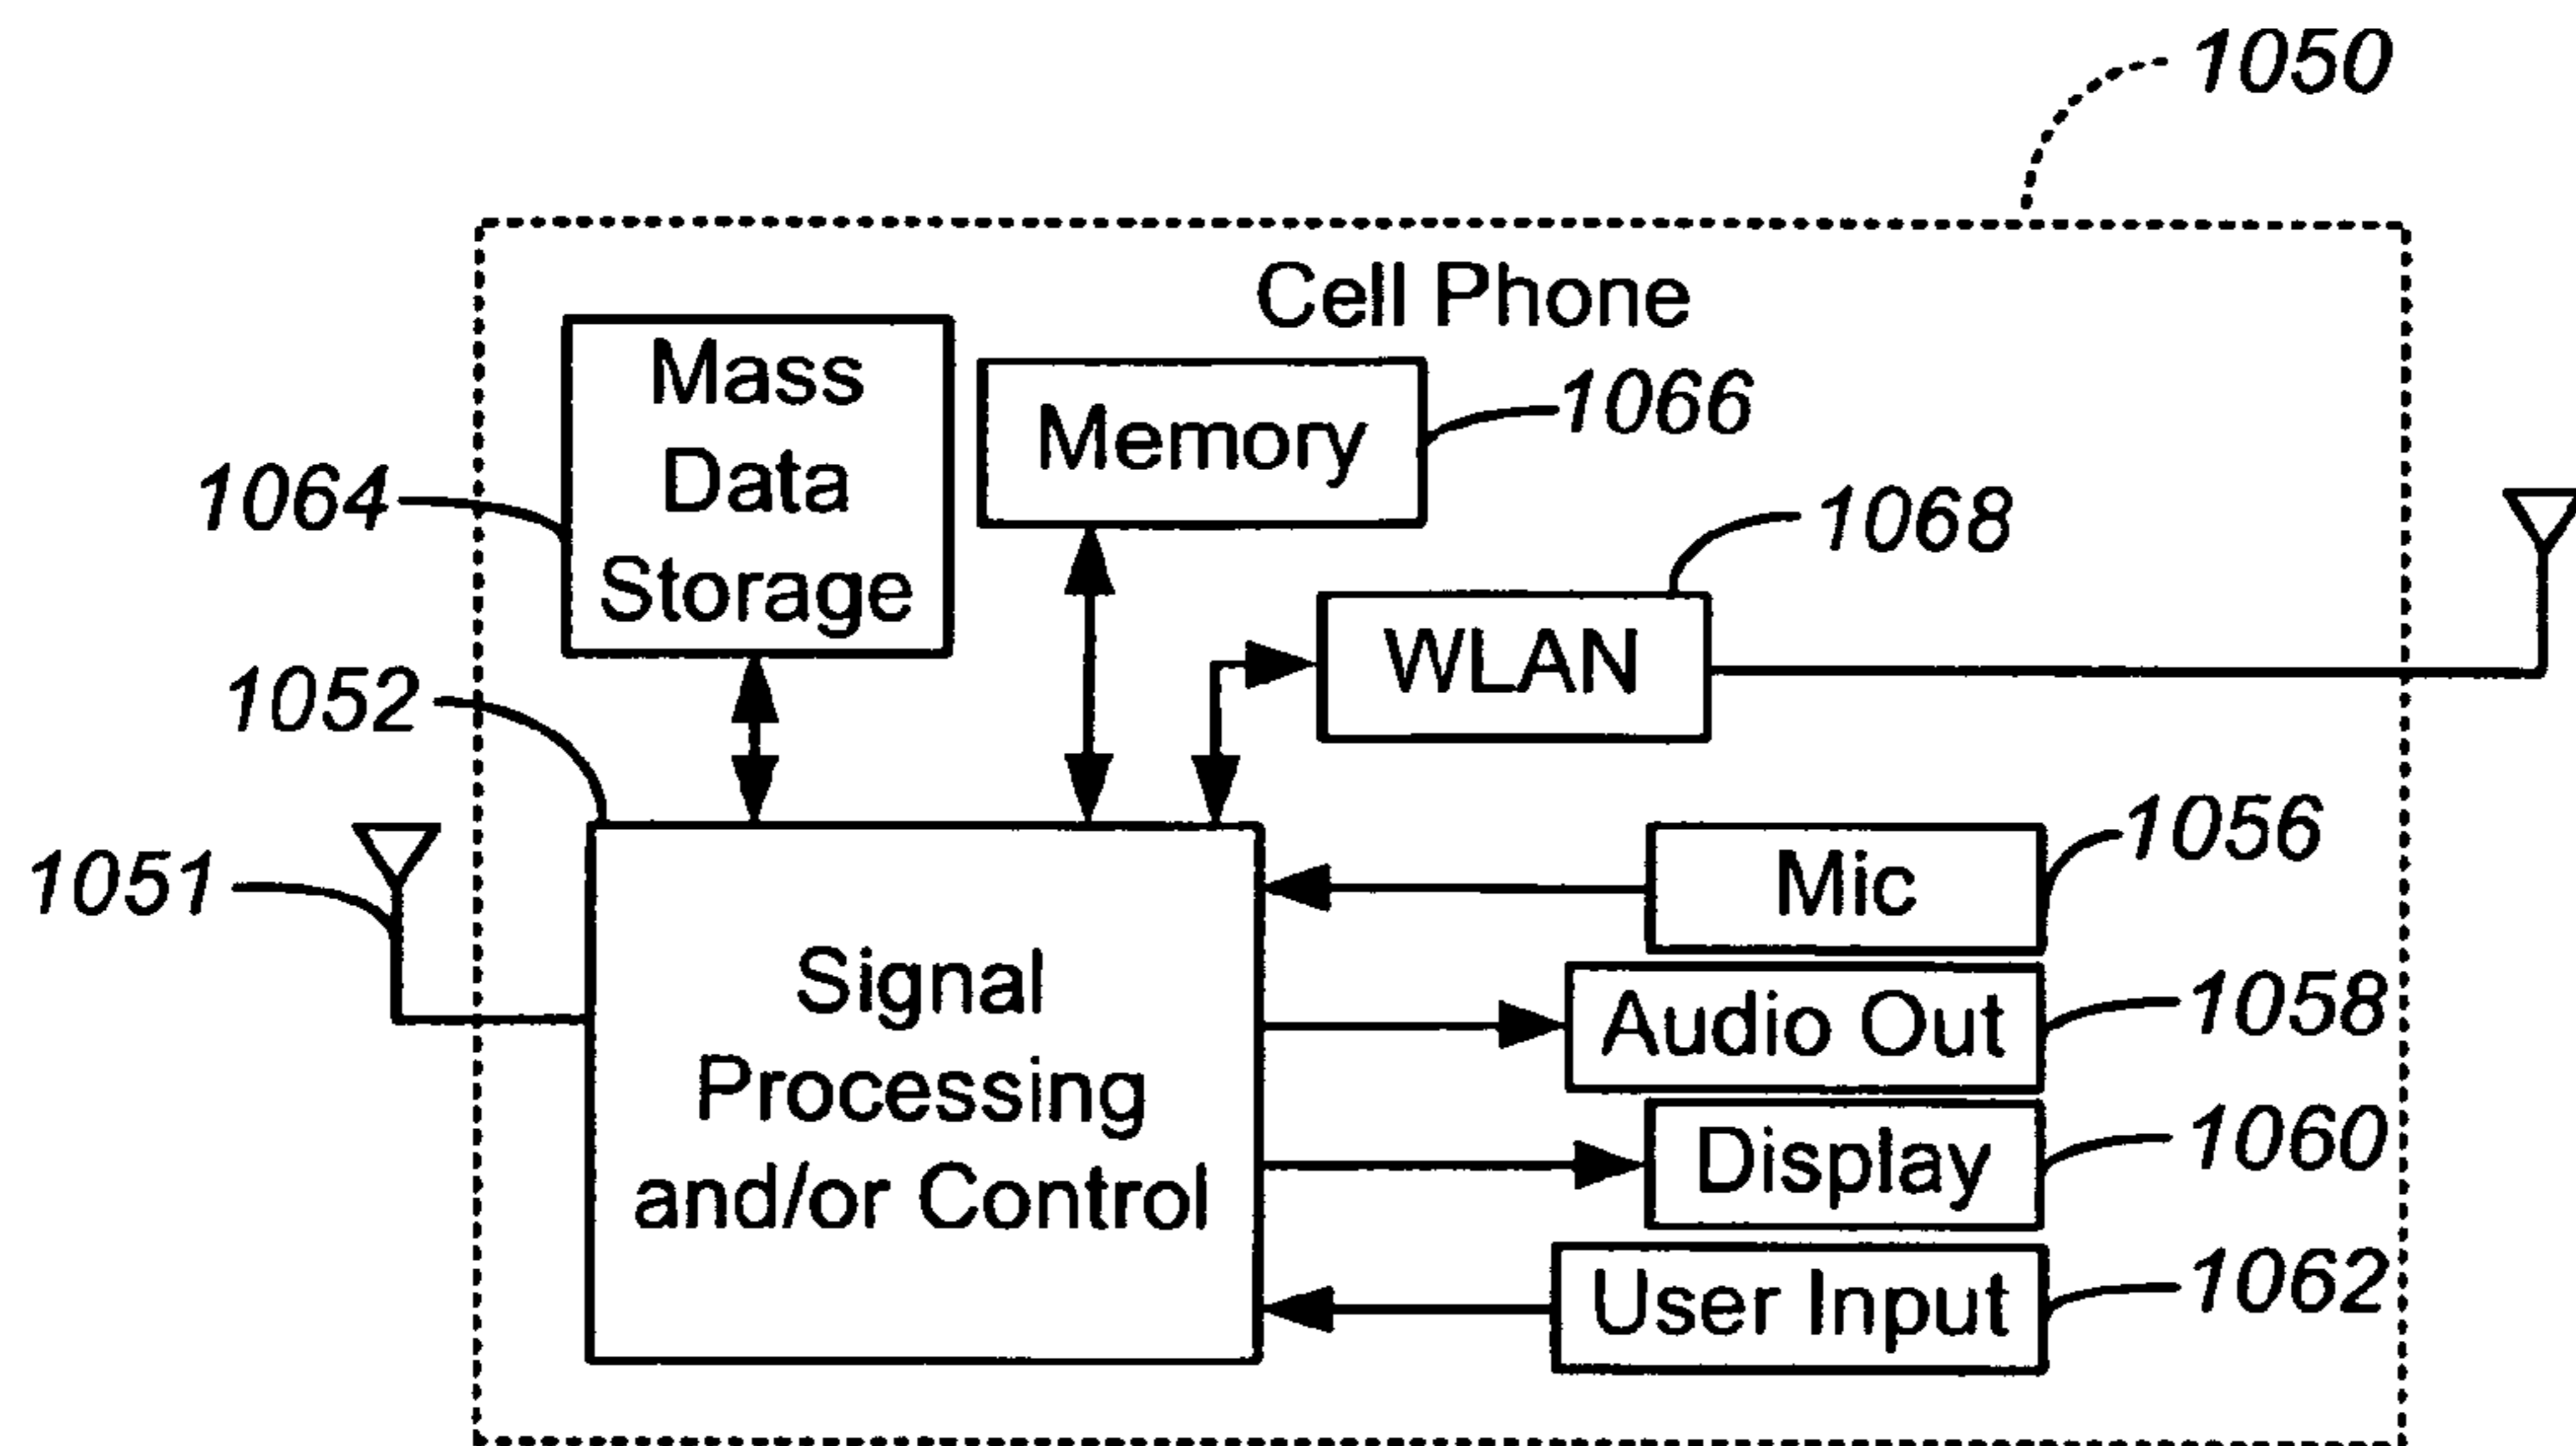 1050
Cell Phone
Mass
Data
Storage
Memory
1066
1064
1068
WLAN
1052
1056
Mic
1051
Signal
Processing
and/or Control
Audio Out
1058
Display
1060
User Input
1062